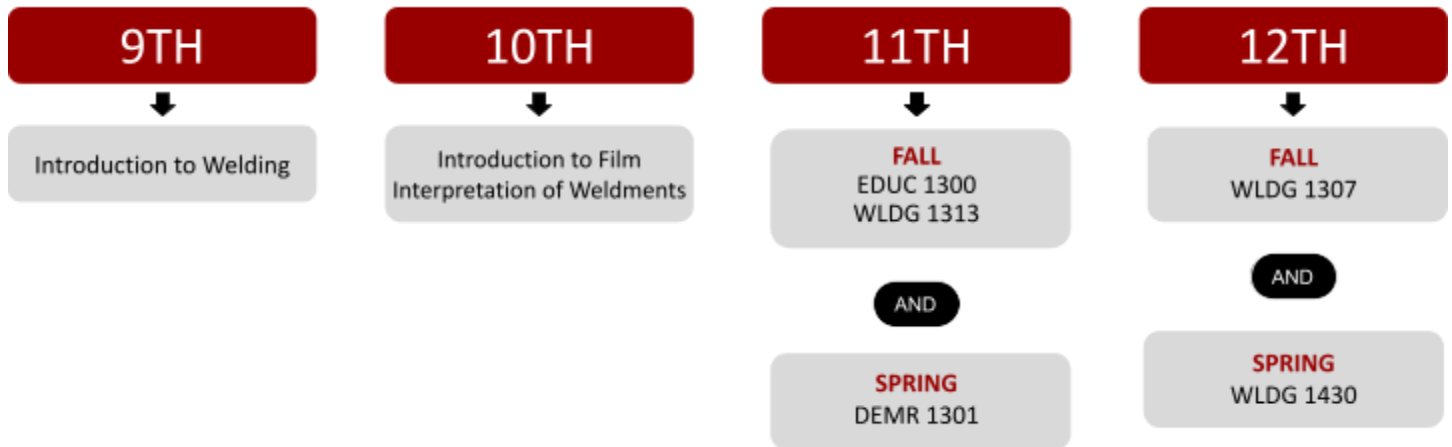 9TH
Introduction to Welding
10TH
Introduction to Film
Interpretation of Weldments
11TH
FALL
EDUC 1300
WLDG 1313
AND
SPRING
DEMR 1301
12TH
FALL
WLDG 1307
AND
SPRING
WLDG 1430